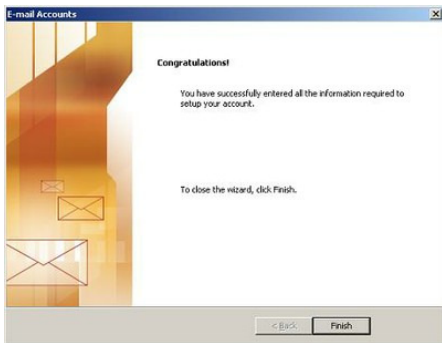 E-mail Accounts
Congratulations!
You have successfully entered all the information required to
setup your account.
To close the wizard, click Finish.
< Back
Finish